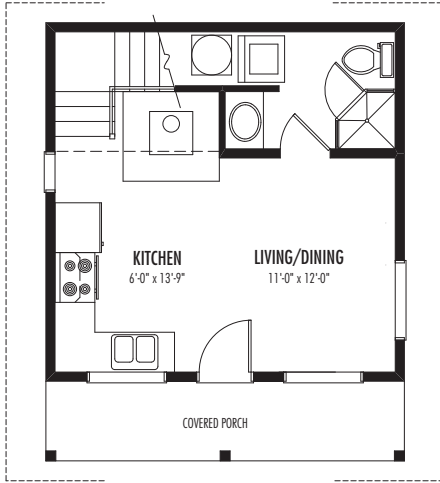 KITCHEN
6'-0" x 13'-9"
LIVING/DINING
11'-0" x 12'-0"
COVERED PORCH